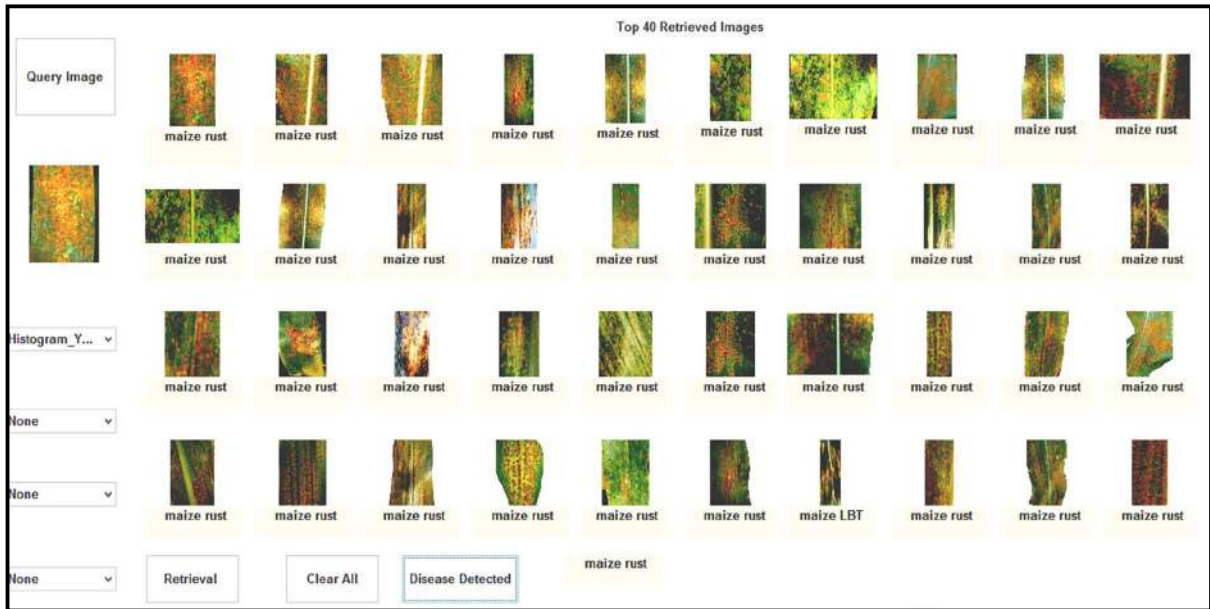 Top 40 Retrieved Images
Query Image
maize rust maize rust maize rust maize rust maize rust maize rust maize rust maize rust maize rust maize rust
maize rust maize rust maize rust maize rust maize rust maize rust maize rust maize rust maize rust maize rust
Histogram_Y...
maize rust maize rust maize rust maize rust maize rust maize rust maize rust maize rust maize rust maize rust
None
None
maize rust maize rust maize rust maize rust maize rust maize rust maize LBT maize rust maize rust maize rust
None Retrieval Clear All Disease Detected maize rust